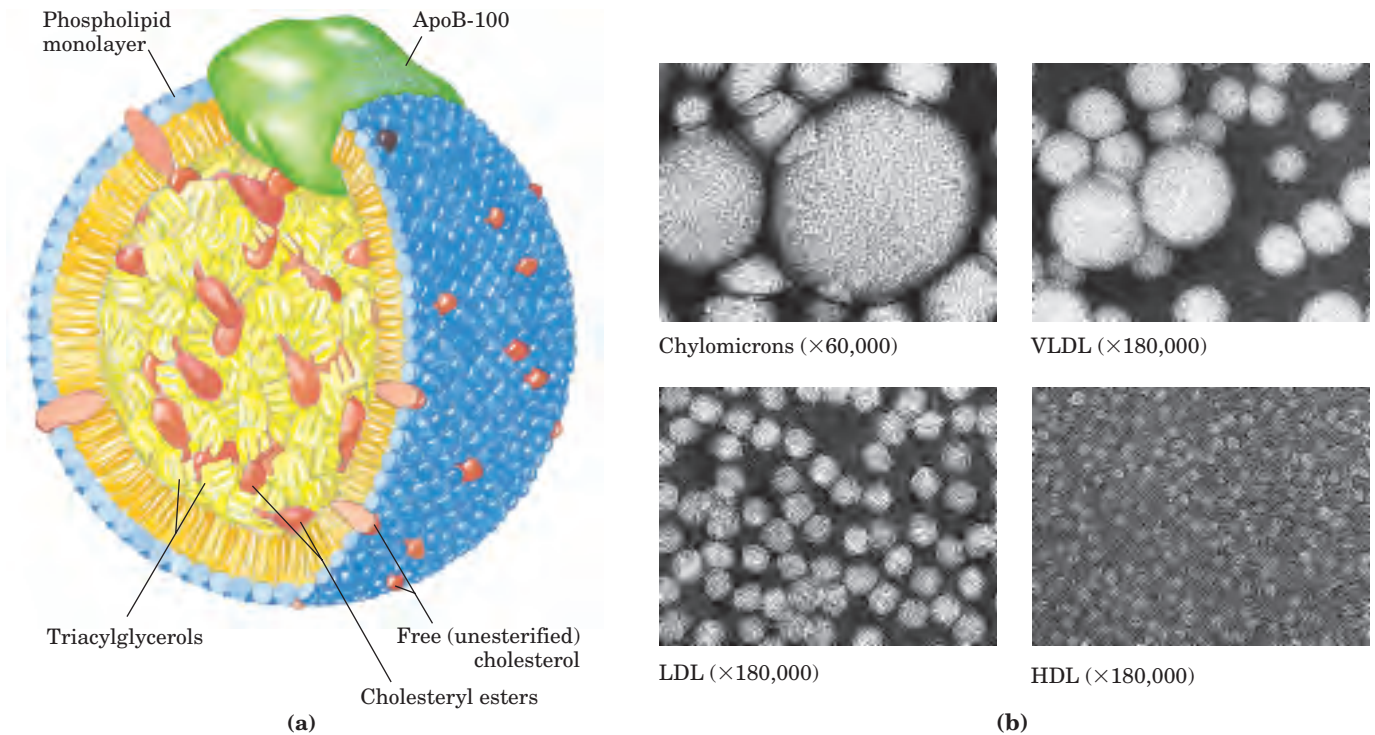 Phospholipid
monolayer
ApoB-100
Triacylglycerols
Free (unesterified)
cholesterol
Cholesteryl esters
(a)
Chylomicrons (×60,000)
VLDL (×180,000)
LDL (×180,000)
HDL (×180,000)
(b)